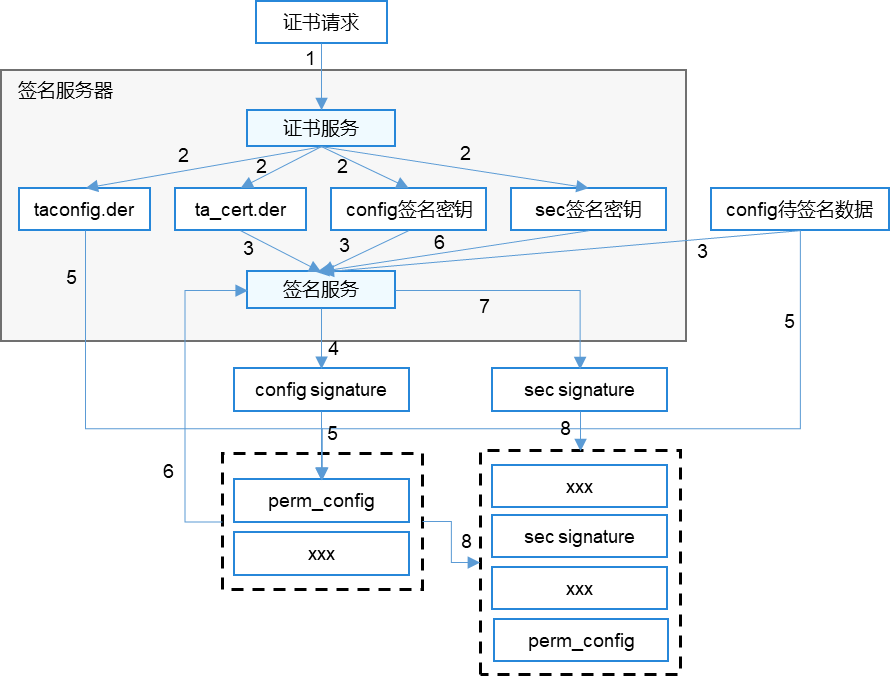 证书请求
1
签名服务器
证书服务
2
2
2
2
taconfig.der
ta_cert.der
config签名密钥
sec签名密钥
config待签名数据
3
3
6
3
5
签名服务
7
5
4
config signature
sec signature
5
8
6
perm_config
xxx
8
xxx
sec signature
xxx
perm_config